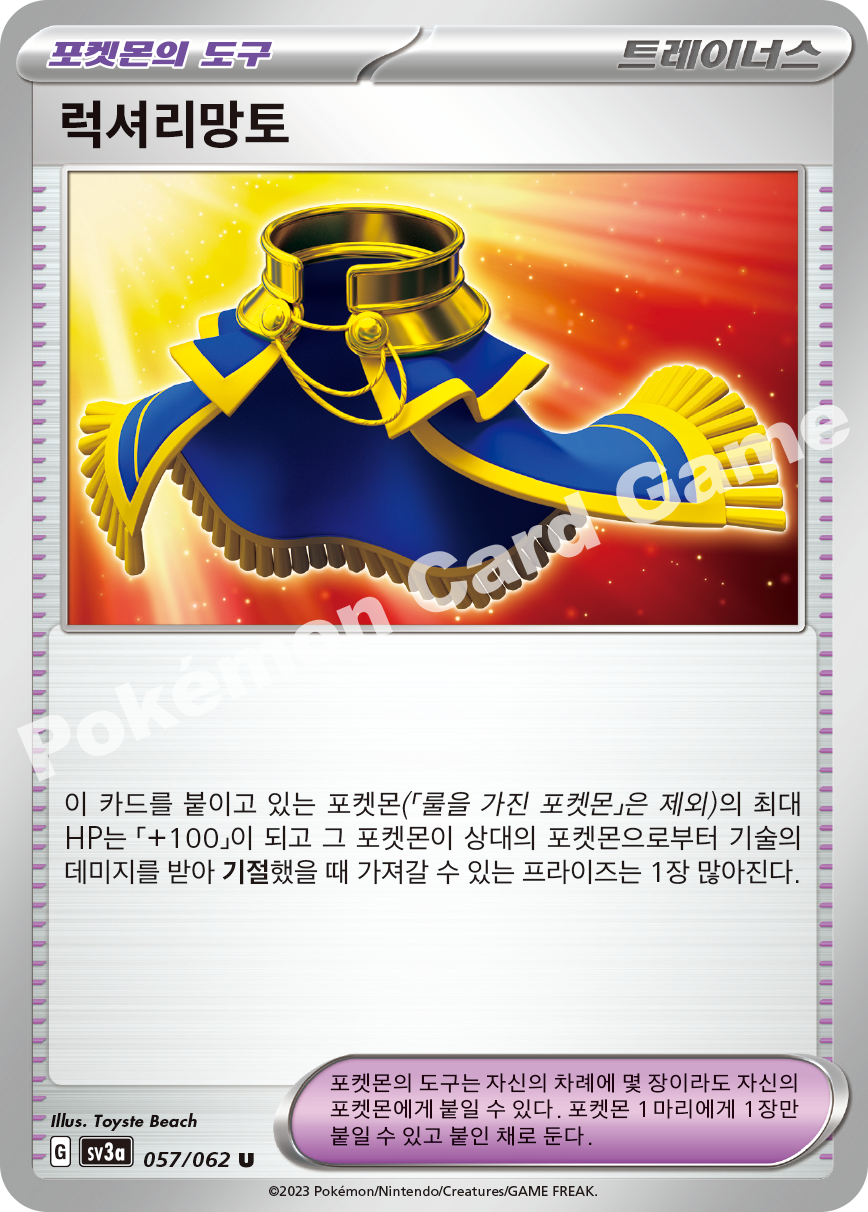 포켓몬의 도구
트레이너스
럭셔리망토
Pokémon Card Game
이 카드를 붙이고 있는 포켓몬(「룰을 가진 포켓몬」은 제외)의 최대
HP는 「+100」이 되고 그 포켓몬이 상대의 포켓몬으로부터 기술의
데미지를 받아 기절했을 때 가져갈 수 있는 프라이즈는 1장 많아진다.
포켓몬의 도구는 자신의 차례에 몇 장이라도 자신의
포켓몬에게 붙일 수 있다. 포켓몬 1마리에게 1장만
붙일 수 있고 붙인 채로 둔다.
Illus. Toyste Beach
G sv3a 057/062 U
©2023 Pokémon/Nintendo/Creatures/GAME FREAK.